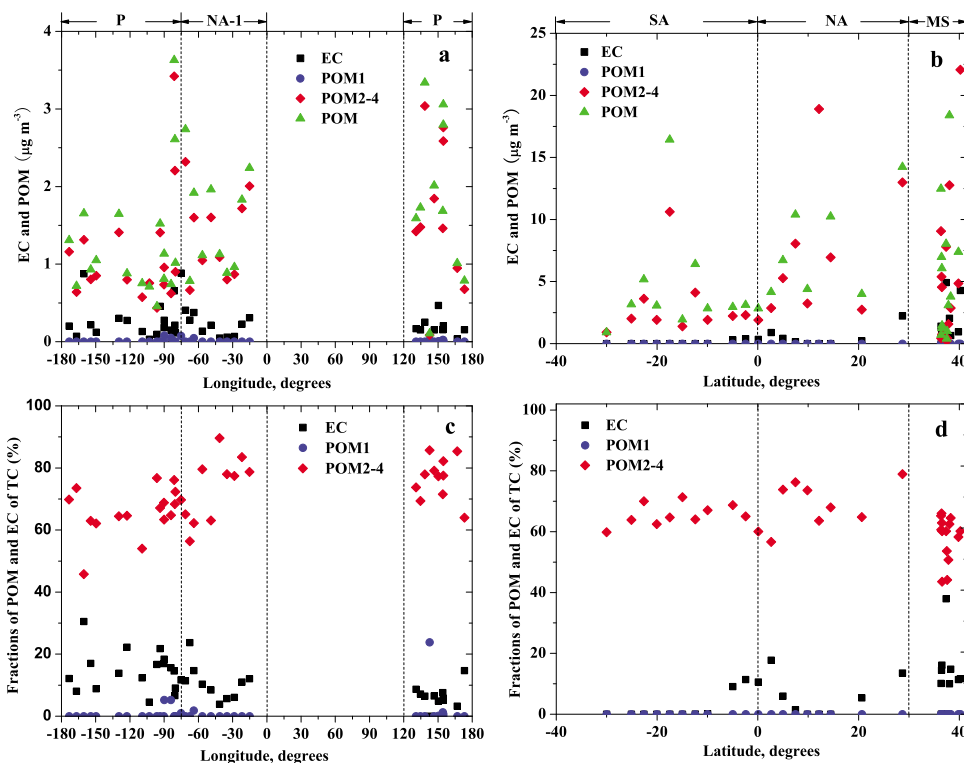 P NA-1 P
a
EC
POM1
POM2-4
POM
EC and POM (μg m⁻³)
4
3
2
1
0
-180 -150 -120 -90 -60 -30 0 30 60 90 120 150 180
Longitude, degrees
SA NA MS
b
EC
POM1
POM2-4
POM
EC and POM (μg m⁻³)
25
20
15
10
5
0
-40 -20 0 20 40
Latitude, degrees
c
EC
POM1
POM2-4
Fractions of POM and EC of TC (%)
100
80
60
40
20
0
-180 -150 -120 -90 -60 -30 0 30 60 90 120 150 180
Longitude, degrees
d
EC
POM1
POM2-4
Fractions of POM and EC of TC (%)
100
80
60
40
20
0
-40 -20 0 20 40
Latitude, degrees